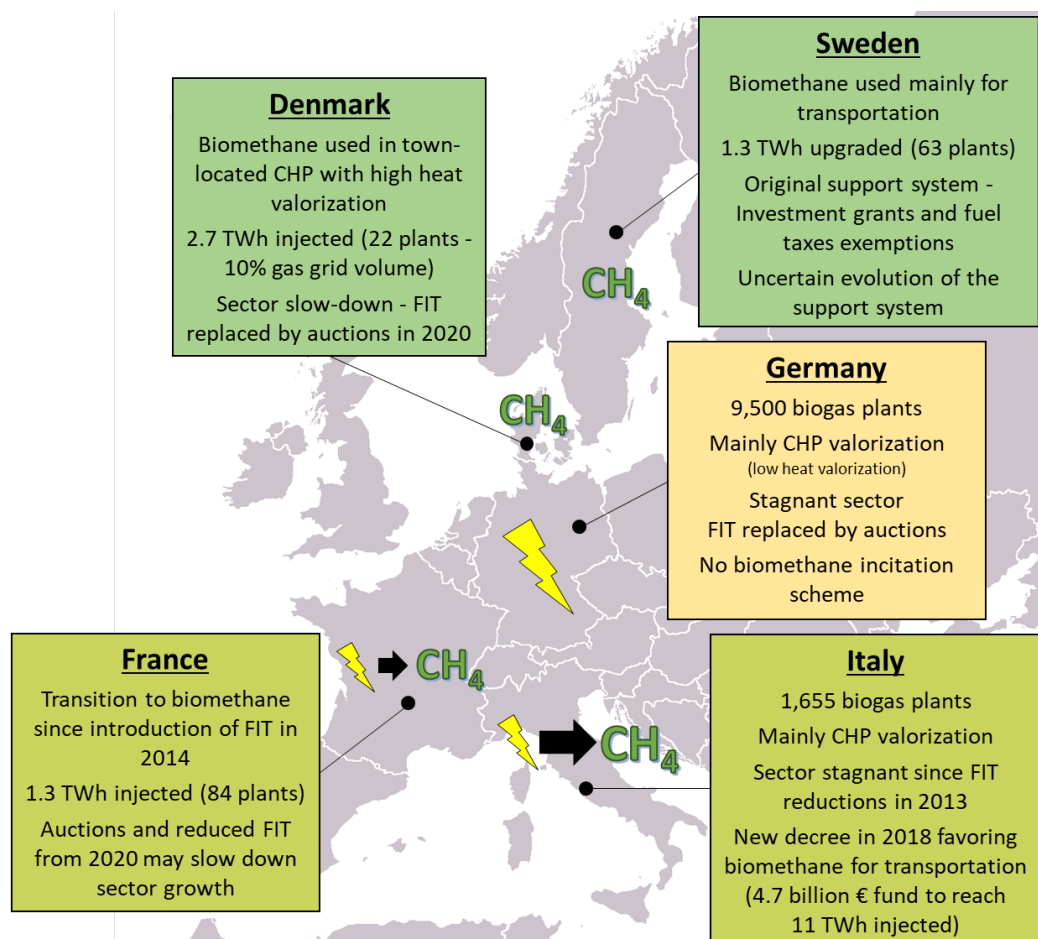 Sweden
Biomethane used mainly for
transportation
1.3 TWh upgraded (63 plants)
Original support system -
Investment grants and fuel
taxes exemptions
Uncertain evolution of the
support system
Denmark
Biomethane used in town-
located CHP with high heat
valorization
2.7 TWh injected (22 plants -
10% gas grid volume)
Sector slow-down - FIT
replaced by auctions in 2020
CH4
CH4
Germany
9,500 biogas plants
Mainly CHP valorization
(low heat valorization)
Stagnant sector
FIT replaced by auctions
No biomethane incitation
scheme
France
Transition to biomethane
since introduction of FIT in
2014
1.3 TWh injected (84 plants)
Auctions and reduced FIT
from 2020 may slow down
sector growth
CH4
CH4
Italy
1,655 biogas plants
Mainly CHP valorization
Sector stagnant since FIT
reductions in 2013
New decree in 2018 favoring
biomethane for transportation
(4.7 billion € fund to reach
11 TWh injected)